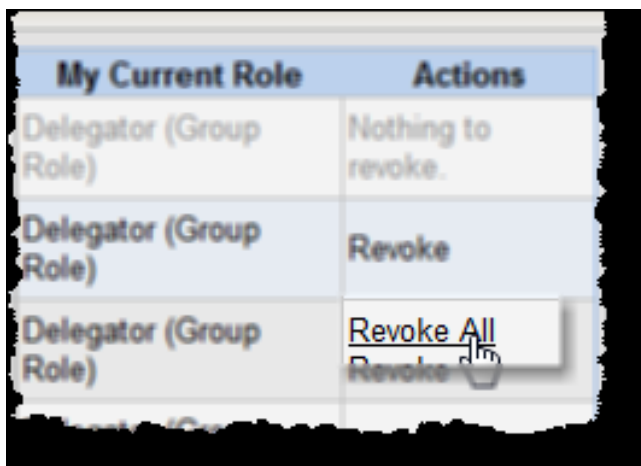 My Current Role Actions
Delegator (Group Nothing to
Role) revoke.
Delegator (Group Revoke
Role)
Delegator (Group Revoke All
Role) Revoke